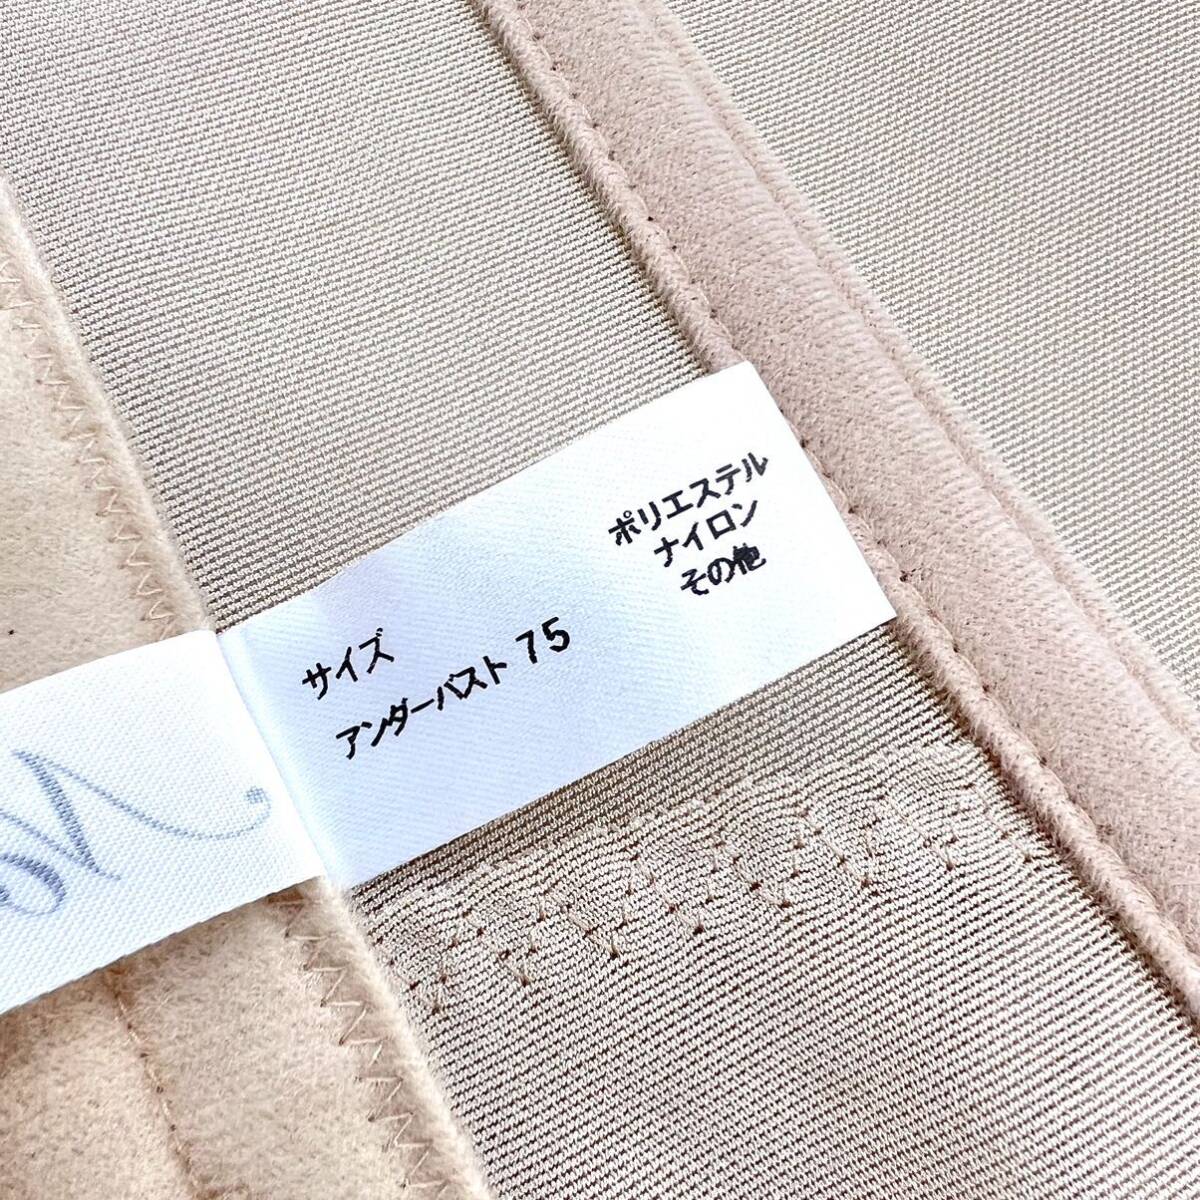 サイズ
アンダーバスト 75
ポリエステル
ナイロン
その他